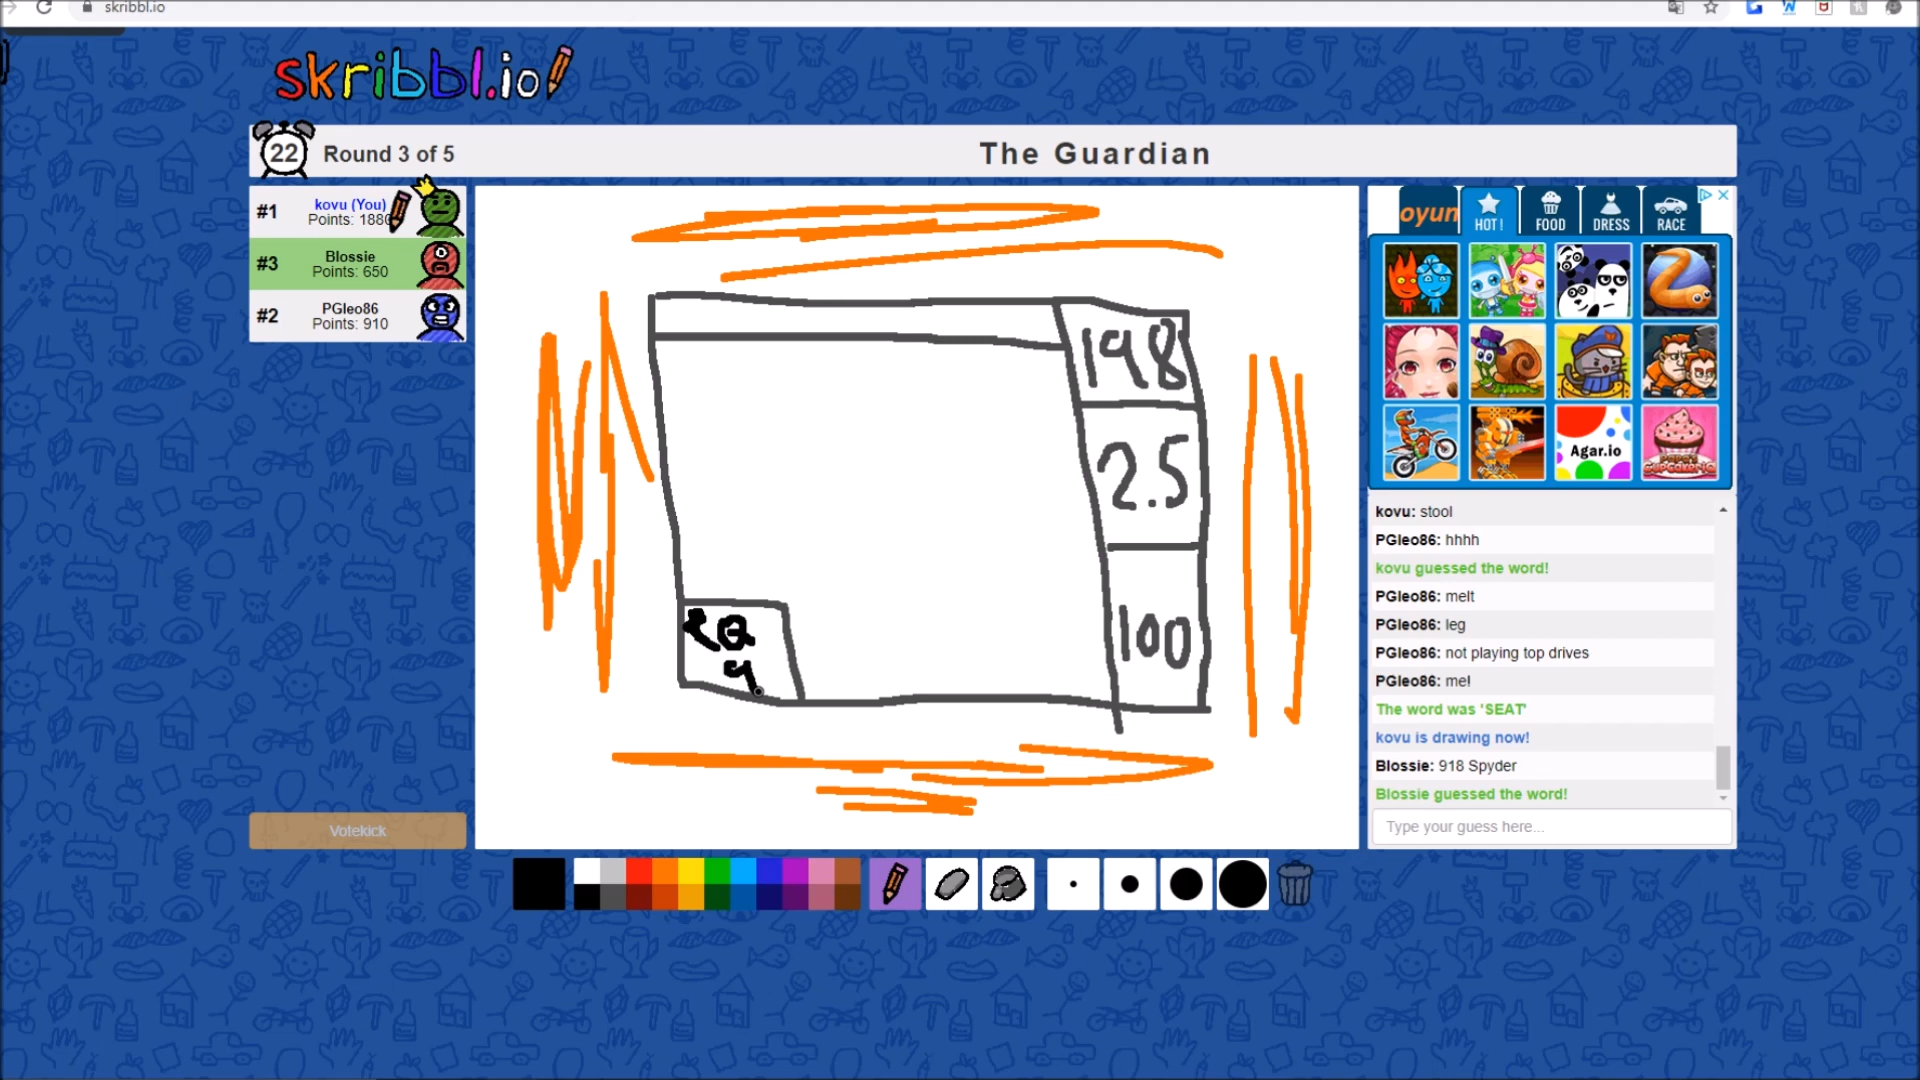 skribbl.io
skribbl.io
22
Round 3 of 5
The Guardian
#1
kovu (You)
Points: 1880
#3
Blossie
Points: 650
#2
PGleo86
Points: 910
198
2.5
100
oyun
HOT!
FOOD
DRESS
RACE
Agar.io
kovu: stool
PGleo86: hhhh
kovu guessed the word!
PGleo86: melt
PGleo86: leg
PGleo86: not playing top drives
PGleo86: me!
The word was 'SEAT'
kovu is drawing now!
Blossie: 918 Spyder
Blossie guessed the word!
Type your guess here...
Votekick